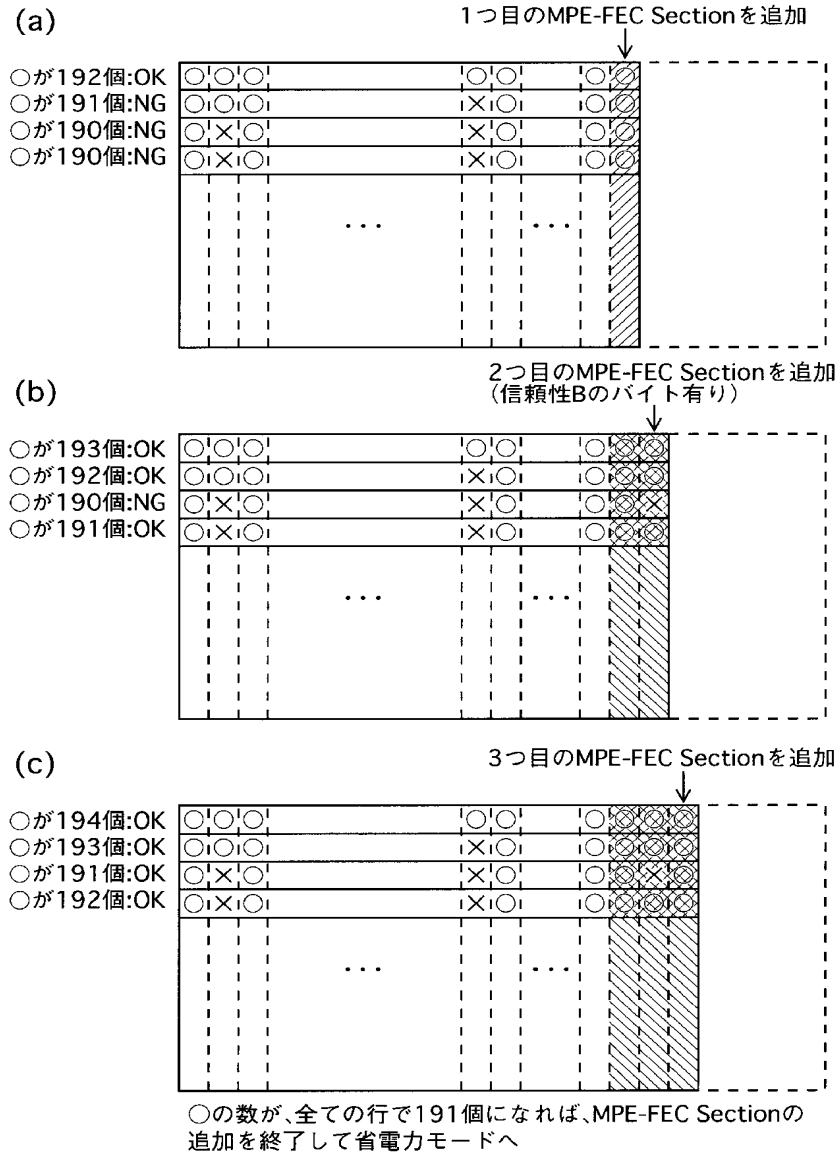 (a)
1つ目のMPE-FEC Sectionを追加
○が192個:OK
○が191個:NG
○が190個:NG
○が190個:NG
(b)
2つ目のMPE-FEC Sectionを追加
(信頼性Bのバイト有り)
○が193個:OK
○が192個:OK
○が190個:NG
○が191個:OK
(c)
3つ目のMPE-FEC Sectionを追加
○が194個:OK
○が193個:OK
○が191個:OK
○が192個:OK
○の数が、全ての行で191個になれば、MPE-FEC Sectionの
追加を終了して省電力モードへ